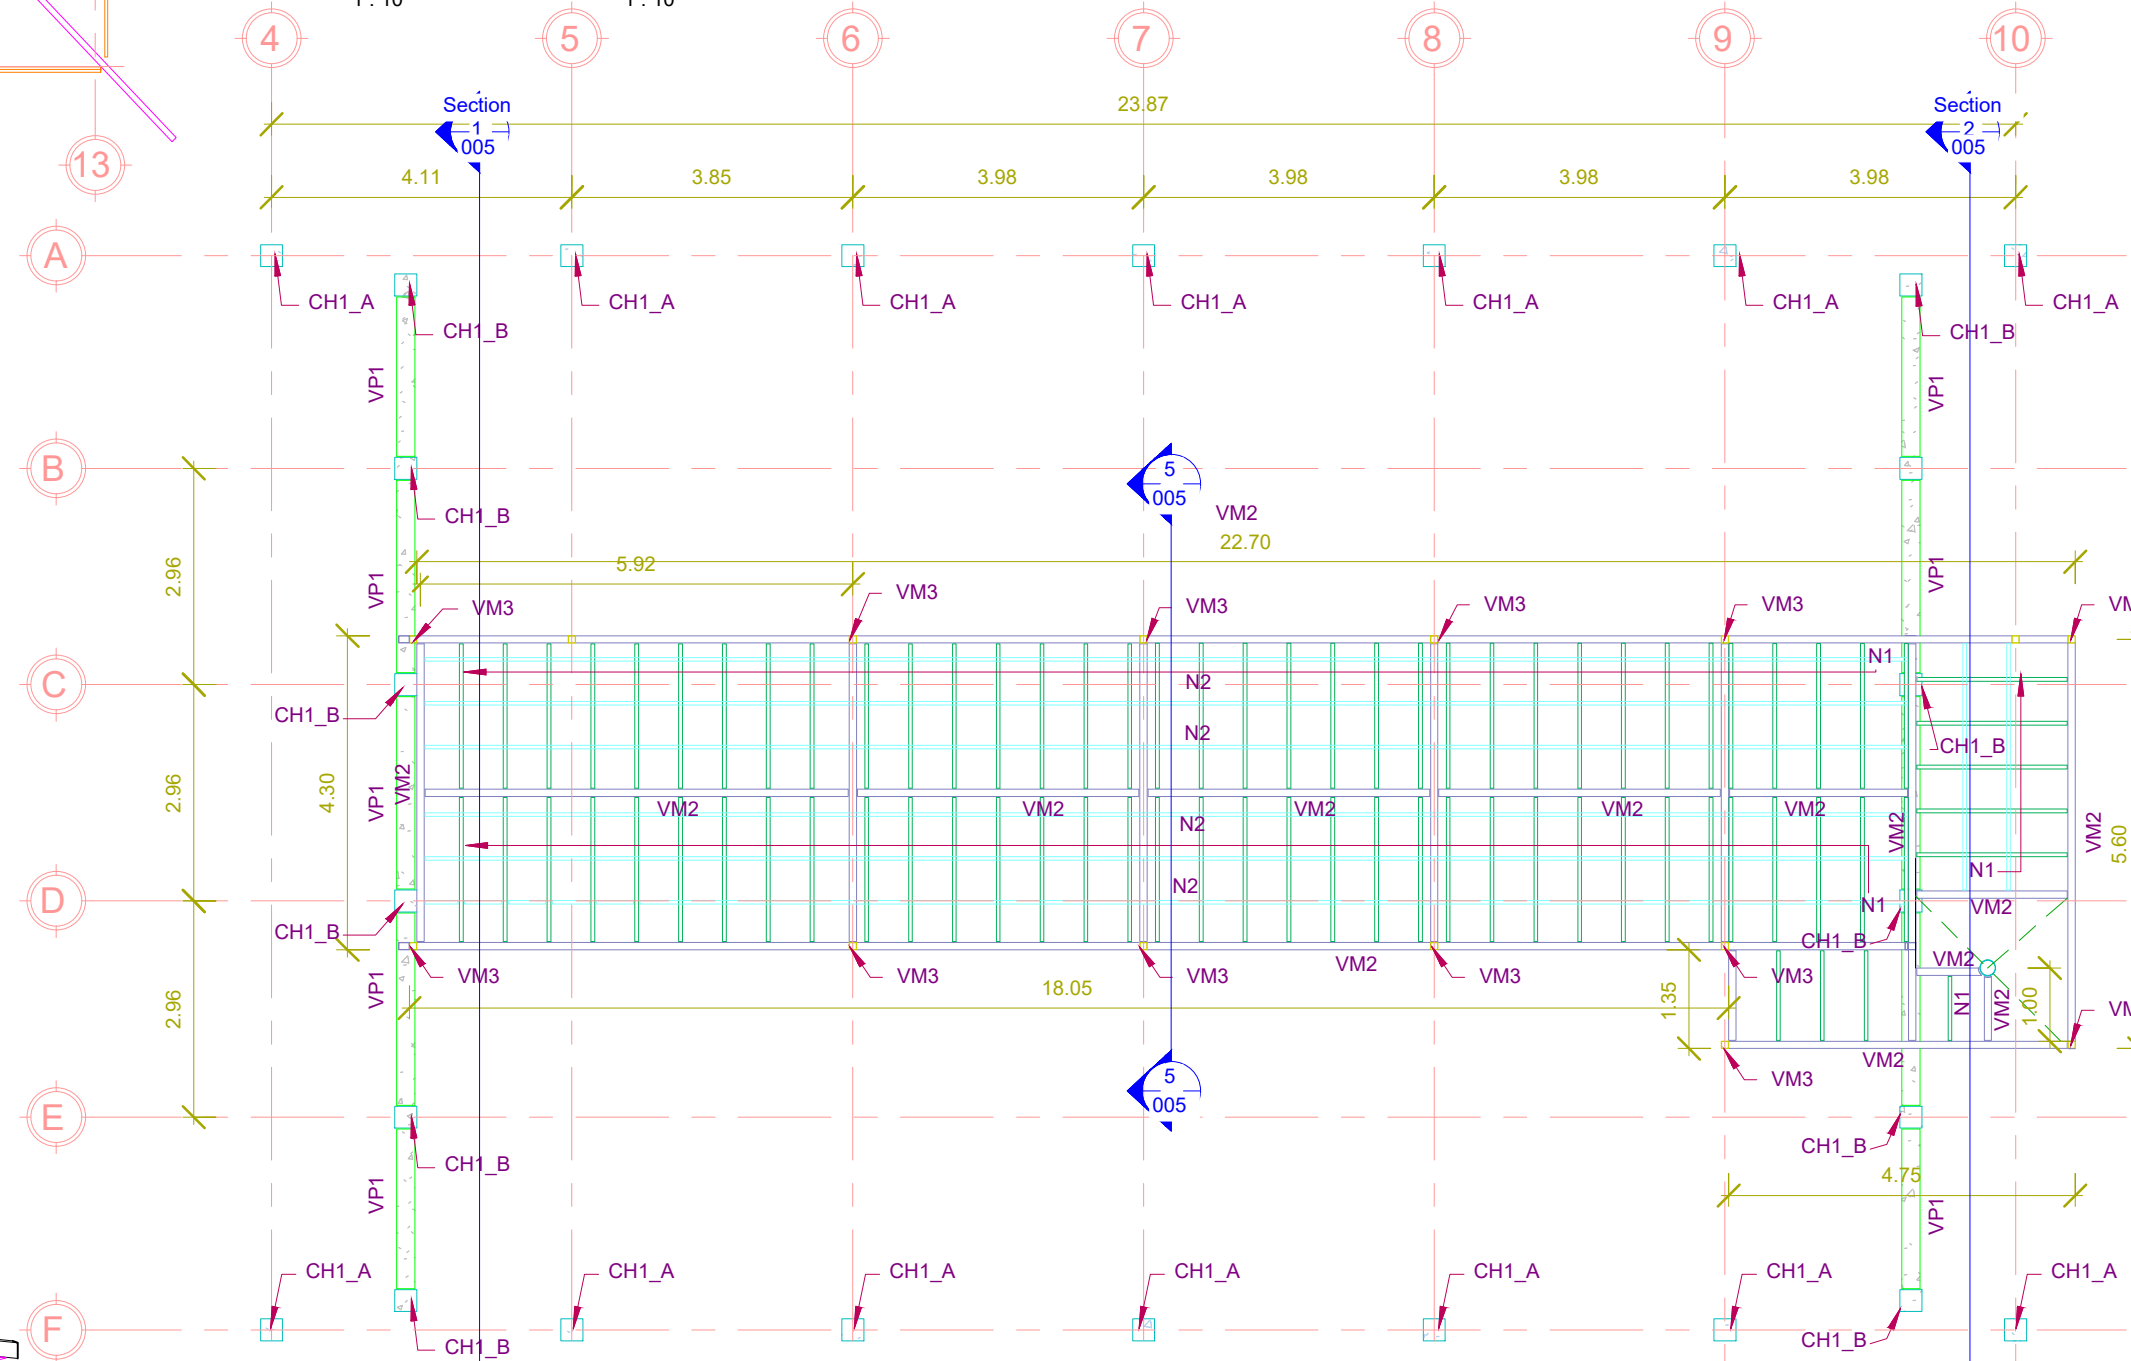 1 : 10
1 : 10
4
5
6
7
8
9
10
Section
1
005
23.87
Section
2
005
13
4.11
3.85
3.98
3.98
3.98
3.98
A
CH1_A
CH1_A
CH1_A
CH1_A
CH1_A
CH1_A
CH1_A
CH1_B
CH1_B
VP1
VP1
B
5
005
CH1_B
VM2
22.70
5.92
2.96
VP1
VP1
VM3
VM3
VM3
VM3
VM3
N1
C
N2
CH1_B
N2
CH1_B
2.96
4.30
VP1
VM2
VM2
VM2
VM2
VM2
VM2
VM2
VM2
5.60
N2
N1
D
N2
N1
VM2
CH1_B
CH1_B
VM3
VM3
VM3
VM2
VM3
VM3
VM2
2.96
VP1
18.05
1.35
N1
VM2
1.00
VM2
VM3
5
005
E
CH1_B
CH1_B
VP1
4.75
VP1
CH1_A
CH1_A
CH1_A
CH1_A
CH1_A
CH1_A
CH1_A
F
CH1_B
CH1_B